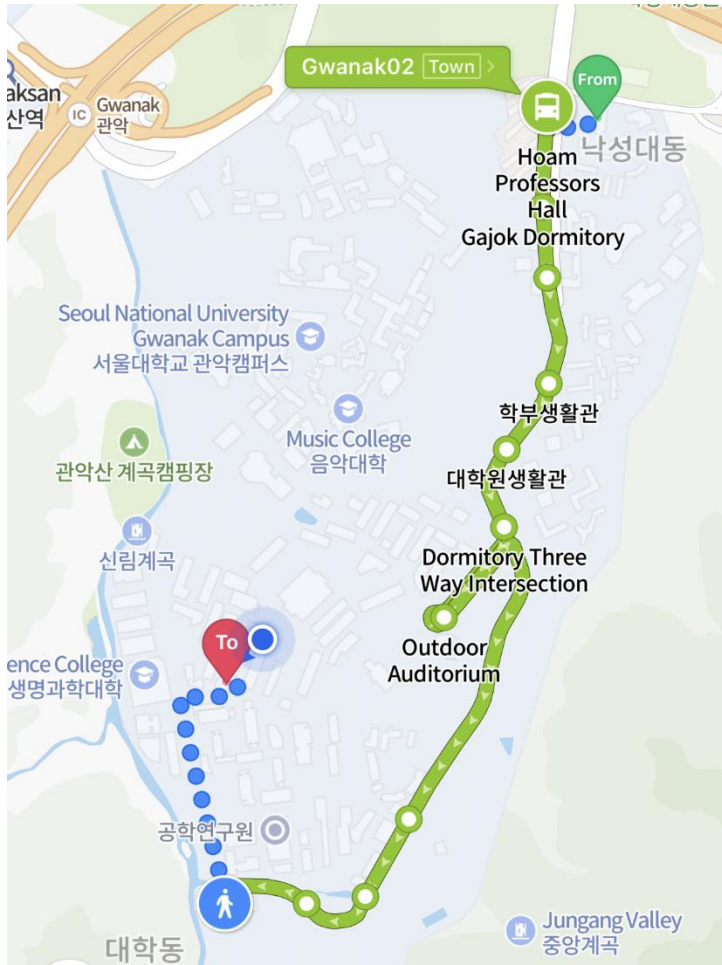 Gwanak02 Town >
From
aksan
산역
IC
Gwanak
관악
낙성대동
Hoam
Professors
Hall
Gajok Dormitory
Seoul National University
Gwanak Campus
서울대학교 관악캠퍼스
Music College
음악대학
학부생활관
대학원생활관
관악산 계곡캠핑장
신림계곡
Dormitory Three
Way Intersection
Outdoor
Auditorium
To
ence College
생명과학대학
공학연구원
대학동
Jungang Valley
중앙계곡